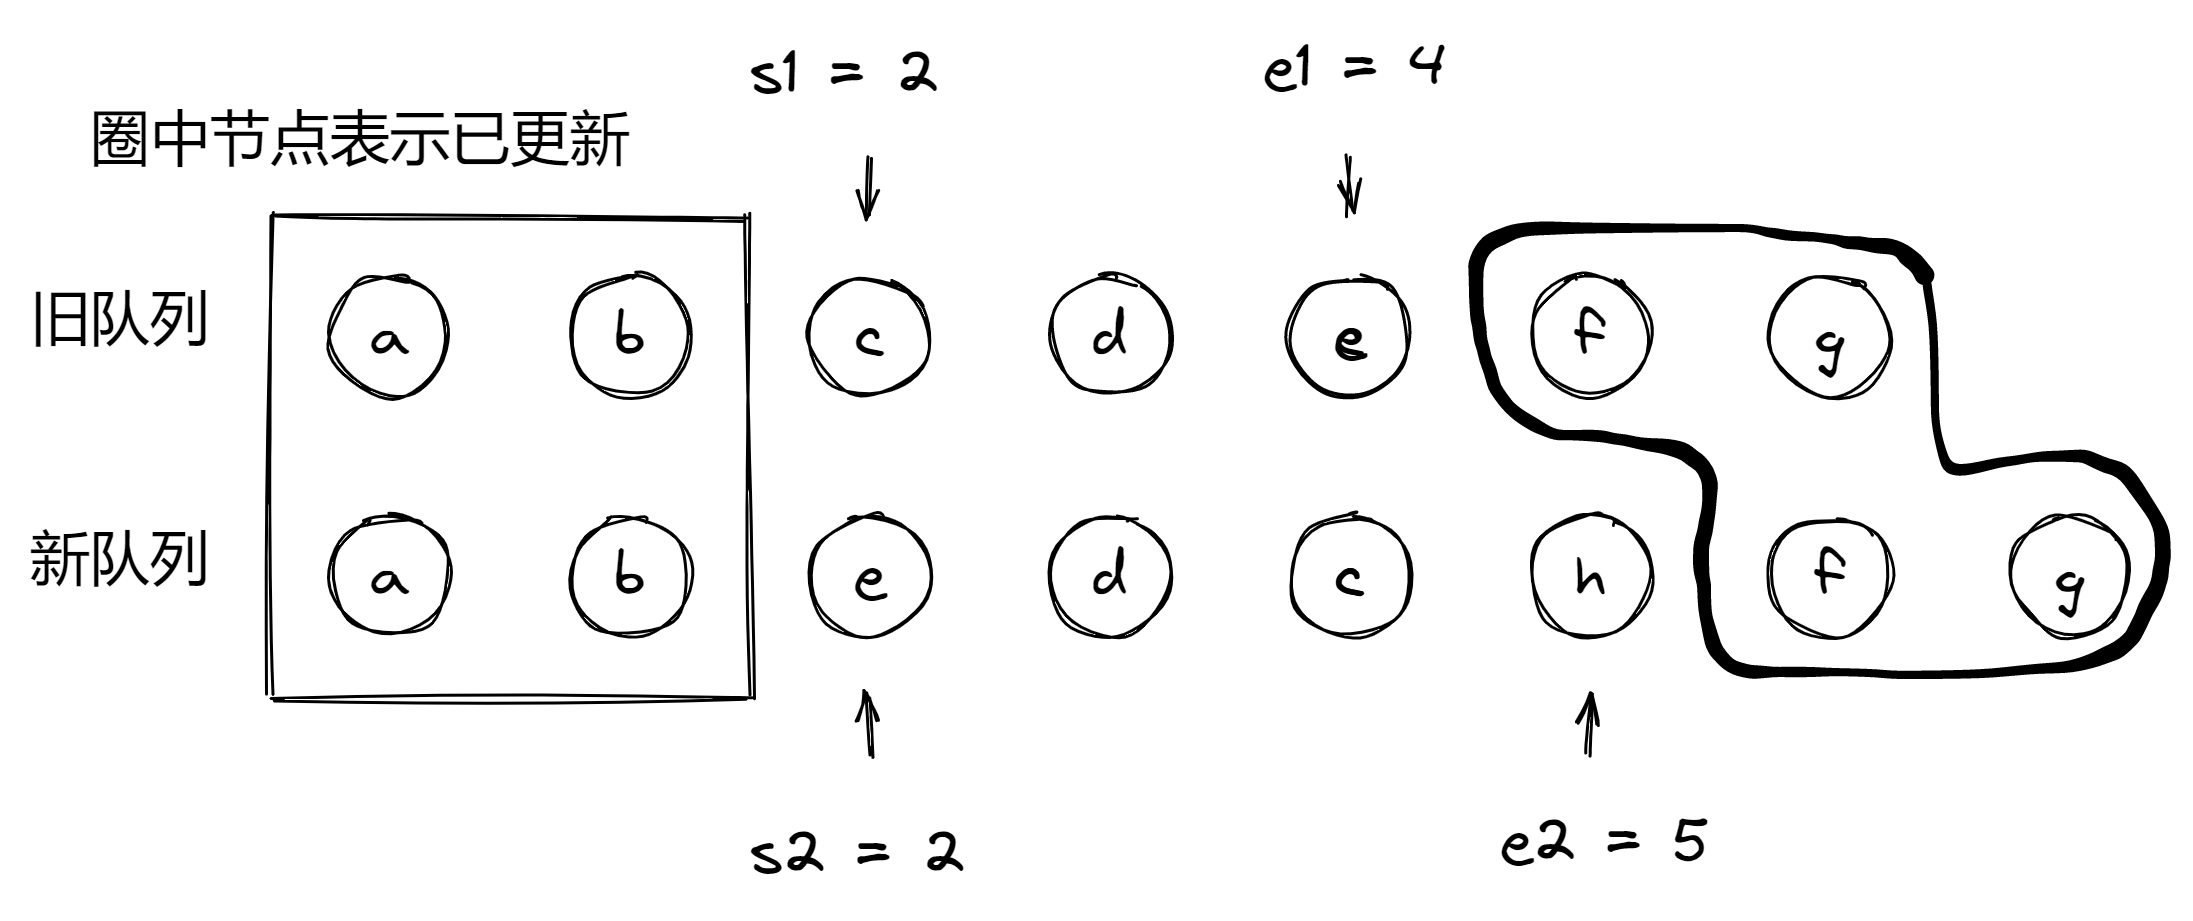 s1 = 2
e1 = 4
圈中节点表示已更新
旧队列 a b c d e f g
新队列 a b e d c h f g
s2 = 2
e2 = 5